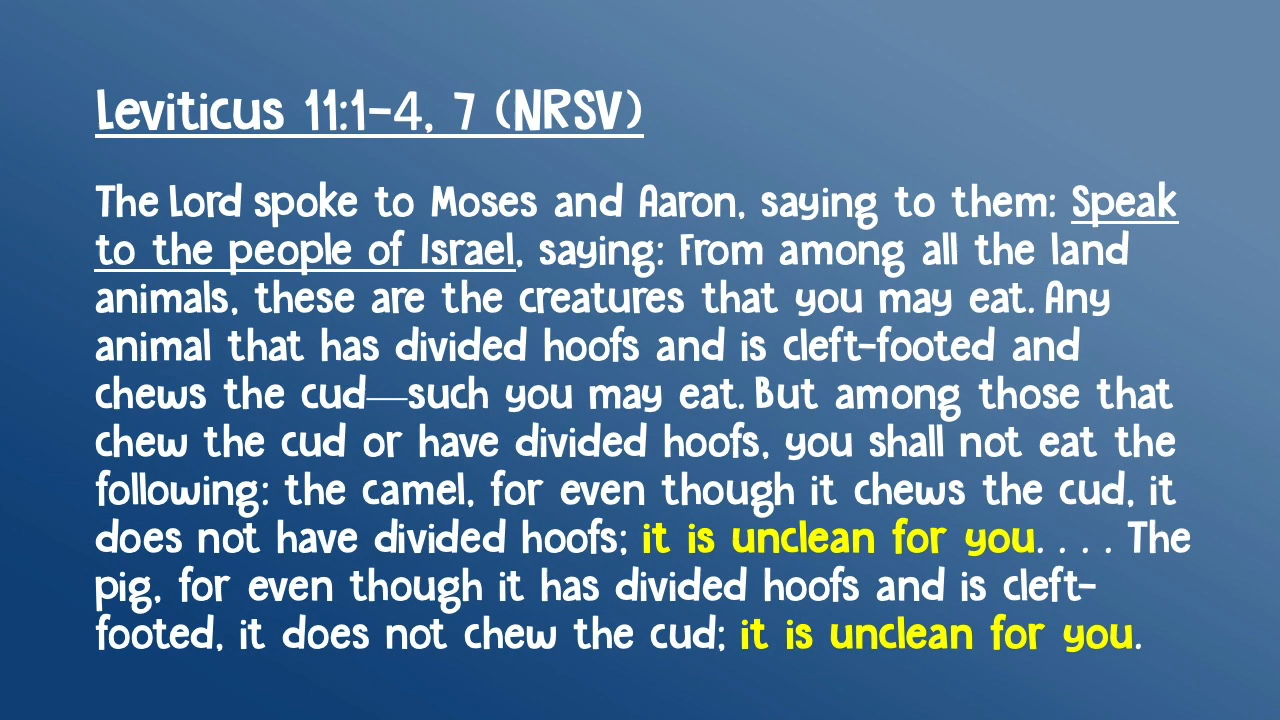 Leviticus 11:1-4, 7 (NRSV)
The Lord spoke to Moses and Aaron, saying to them: Speak
to the people of Israel, saying: From among all the land
animals, these are the creatures that you may eat. Any
animal that has divided hoofs and is cleft-footed and
chews the cud—such you may eat. But among those that
chew the cud or have divided hoofs, you shall not eat the
following: the camel, for even though it chews the cud, it
does not have divided hoofs; it is unclean for you. . . . The
pig, for even though it has divided hoofs and is cleft-
footed, it does not chew the cud; it is unclean for you.